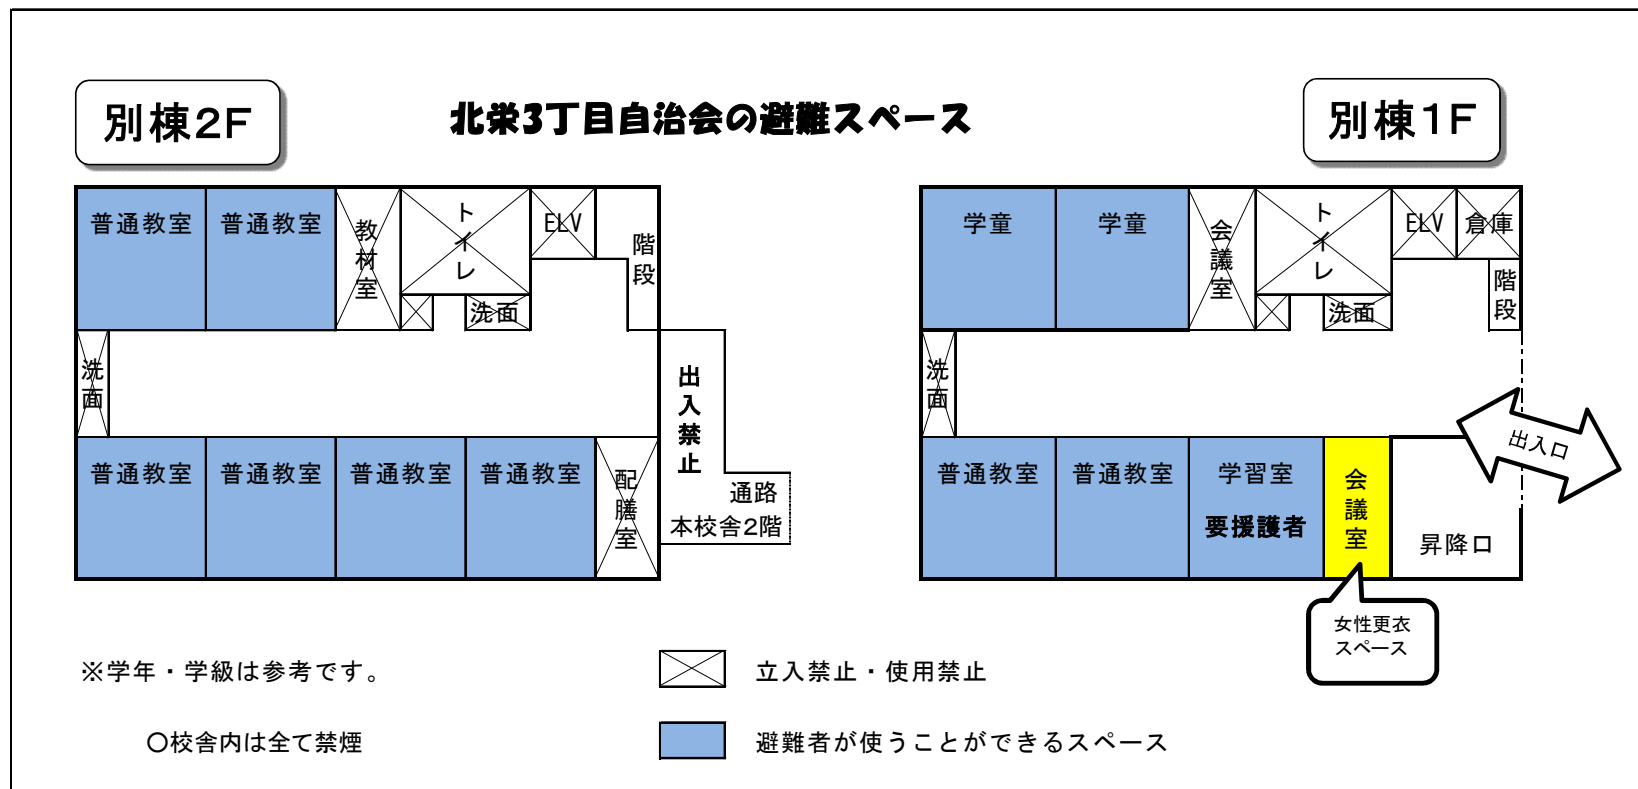 別棟2F
北栄3丁目自治会の避難スペース
別棟1F
普通教室
普通教室
教材室
トイレ
ELV
階段
洗面
洗面
出入禁止
普通教室
普通教室
普通教室
普通教室
配膳室
通路
本校舎2階
学童
学童
会議室
トイレ
ELV
倉庫
階段
洗面
洗面
出入口
普通教室
普通教室
学習室
要援護者
会議室
昇降口
女性更衣
スペース
※学年・学級は参考です。
立入禁止・使用禁止
○校舎内は全て禁煙
避難者が使うことができるスペース